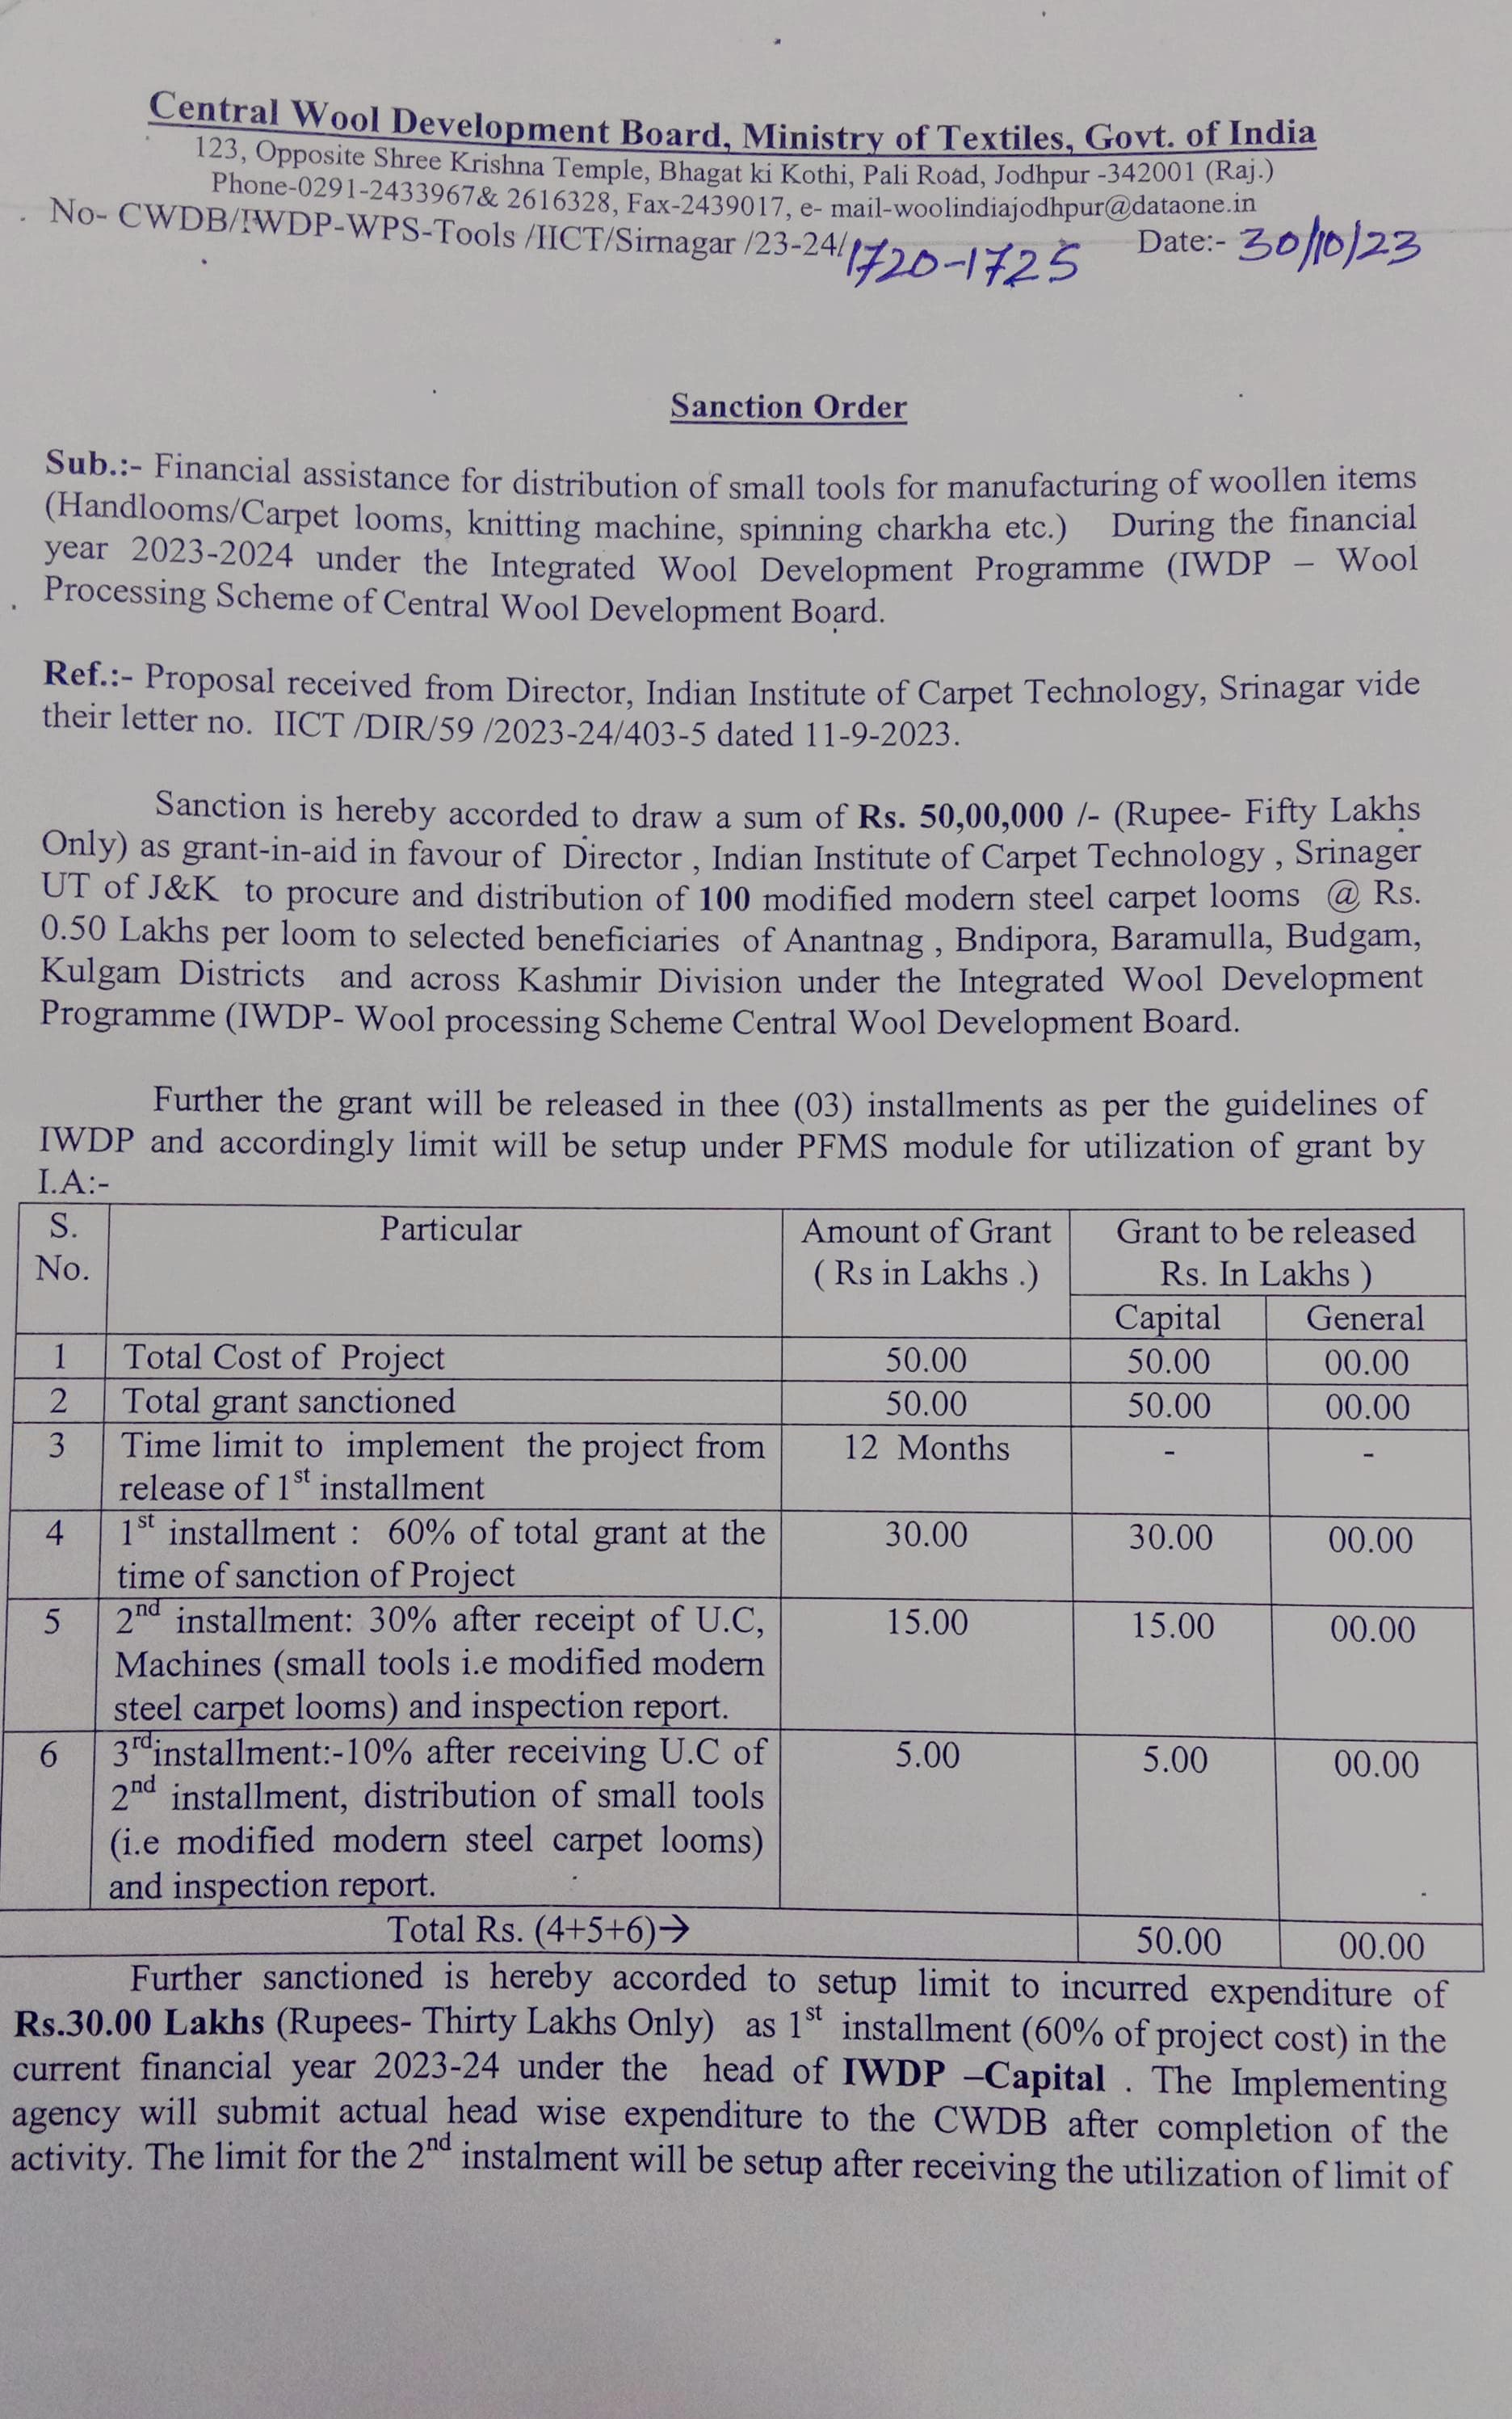 Central Wool Development Board, Ministry of Textiles, Govt. of India
123, Opposite Shree Krishna Temple, Bhagat ki Kothi, Pali Road, Jodhpur -342001 (Raj.)
Phone-0291-2433967& 2616328, Fax-2439017, e- mail-woolindiajodhpur@dataone.in
No- CWDB/IWDP-WPS-Tools /IICT/Sirnagar /23-24/1720-1725 Date:- 30/10/23
Sanction Order
Sub.:- Financial assistance for distribution of small tools for manufacturing of woollen items
(Handlooms/Carpet looms, knitting machine, spinning charkha etc.) During the financial
year 2023-2024 under the Integrated Wool Development Programme (IWDP – Wool
Processing Scheme of Central Wool Development Board.
Ref.:- Proposal received from Director, Indian Institute of Carpet Technology, Srinagar vide
their letter no. IICT /DIR/59 /2023-24/403-5 dated 11-9-2023.
Sanction is hereby accorded to draw a sum of Rs. 50,00,000 /- (Rupee- Fifty Lakhs
Only) as grant-in-aid in favour of Director , Indian Institute of Carpet Technology , Srinager
UT of J&K to procure and distribution of 100 modified modern steel carpet looms @ Rs.
0.50 Lakhs per loom to selected beneficiaries of Anantnag , Bndipora, Baramulla, Budgam,
Kulgam Districts and across Kashmir Division under the Integrated Wool Development
Programme (IWDP- Wool processing Scheme Central Wool Development Board.
Further the grant will be released in thee (03) installments as per the guidelines of
IWDP and accordingly limit will be setup under PFMS module for utilization of grant by
I.A:-
S. Particular Amount of Grant Grant to be released
No. ( Rs in Lakhs .) Rs. In Lakhs )
Capital General
1 Total Cost of Project 50.00 50.00 00.00
2 Total grant sanctioned 50.00 50.00 00.00
3 Time limit to implement the project from 12 Months - -
release of 1st installment
4 1st installment : 60% of total grant at the 30.00 30.00 00.00
time of sanction of Project
5 2nd installment: 30% after receipt of U.C, 15.00 15.00 00.00
Machines (small tools i.e modified modern
steel carpet looms) and inspection report.
6 3rdinstallment:-10% after receiving U.C of 5.00 5.00 00.00
2nd installment, distribution of small tools
(i.e modified modern steel carpet looms)
and inspection report.
Total Rs. (4+5+6)→ 50.00 00.00
Further sanctioned is hereby accorded to setup limit to incurred expenditure of
Rs.30.00 Lakhs (Rupees- Thirty Lakhs Only) as 1st installment (60% of project cost) in the
current financial year 2023-24 under the head of IWDP –Capital . The Implementing
agency will submit actual head wise expenditure to the CWDB after completion of the
activity. The limit for the 2nd instalment will be setup after receiving the utilization of limit of